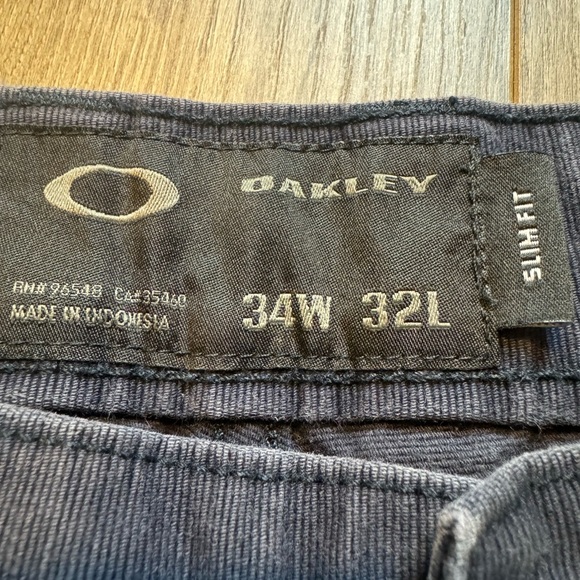 OAKLEY
SLIM FIT
RN# 96548 CA# 35460
MADE IN INDONESIA
34W 32L